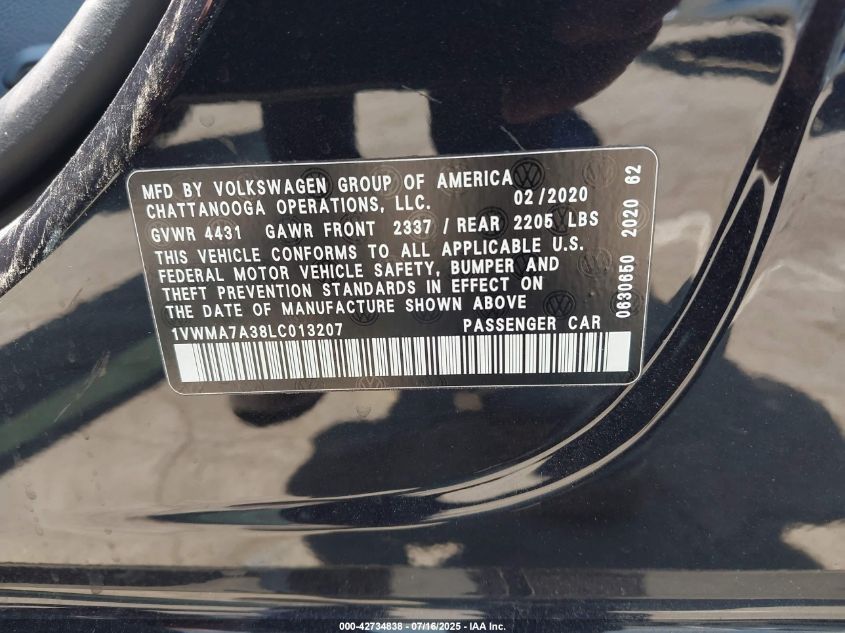 MFD BY VOLKSWAGEN GROUP OF AMERICA
CHATTANOOGA OPERATIONS, LLC. 02/2020
GVWR 4431 GAWR FRONT 2337 / REAR 2205 LBS
THIS VEHICLE CONFORMS TO ALL APPLICABLE U.S.
FEDERAL MOTOR VEHICLE SAFETY, BUMPER AND
THEFT PREVENTION STANDARDS IN EFFECT ON
THE DATE OF MANUFACTURE SHOWN ABOVE
1VWMA7A38LC013207 PASSENGER CAR
0630650 2020 62
000-42734838 - 07/16/2025 - IAA Inc.